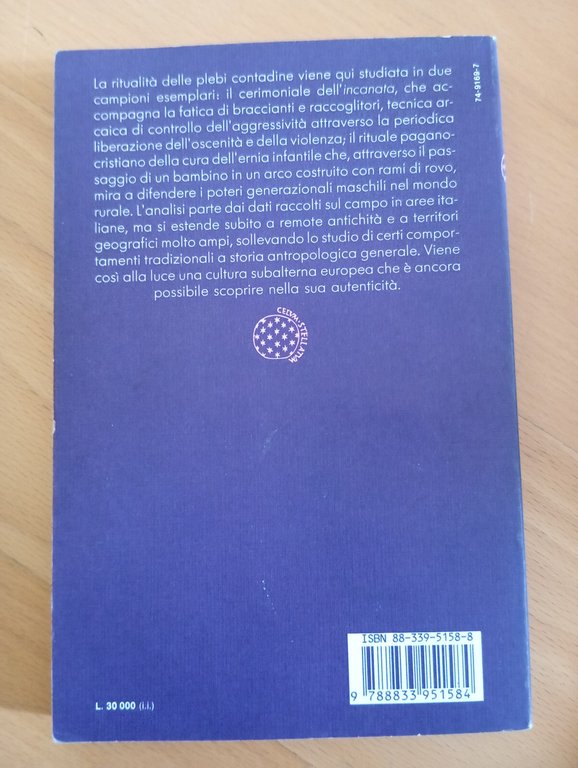 La ritualità delle plebi contadine viene qui studiata in due
campioni esemplari: il cerimoniale dell'incanata, che ac-
compagna la fatica di braccianti e raccoglitori, tecnica ar-
caica di controllo dell'aggressività attraverso la periodica
liberazione dell'oscenità e della violenza; il rituale pagano-
cristiano della cura dell'ernia infantile che, attraverso il pas-
saggio di un bambino in un arco costruito con rami di rovo,
mira a difendere i poteri generazionali maschili nel mondo
rurale. L'analisi parte dai dati raccolti sul campo in aree ita-
liane, ma si estende subito a remote antichità e a territori
geografici molto ampi, sollevando lo studio di certi compor-
tamenti tradizionali a storia antropologica generale. Viene
così alla luce una cultura subalterna europea che è ancora
possibile scoprire nella sua autenticità.
74-9169-7
CELVM·STELLATVM
ISBN 88-339-5158-8
9 788833 951584
L. 30 000 (i.i.)